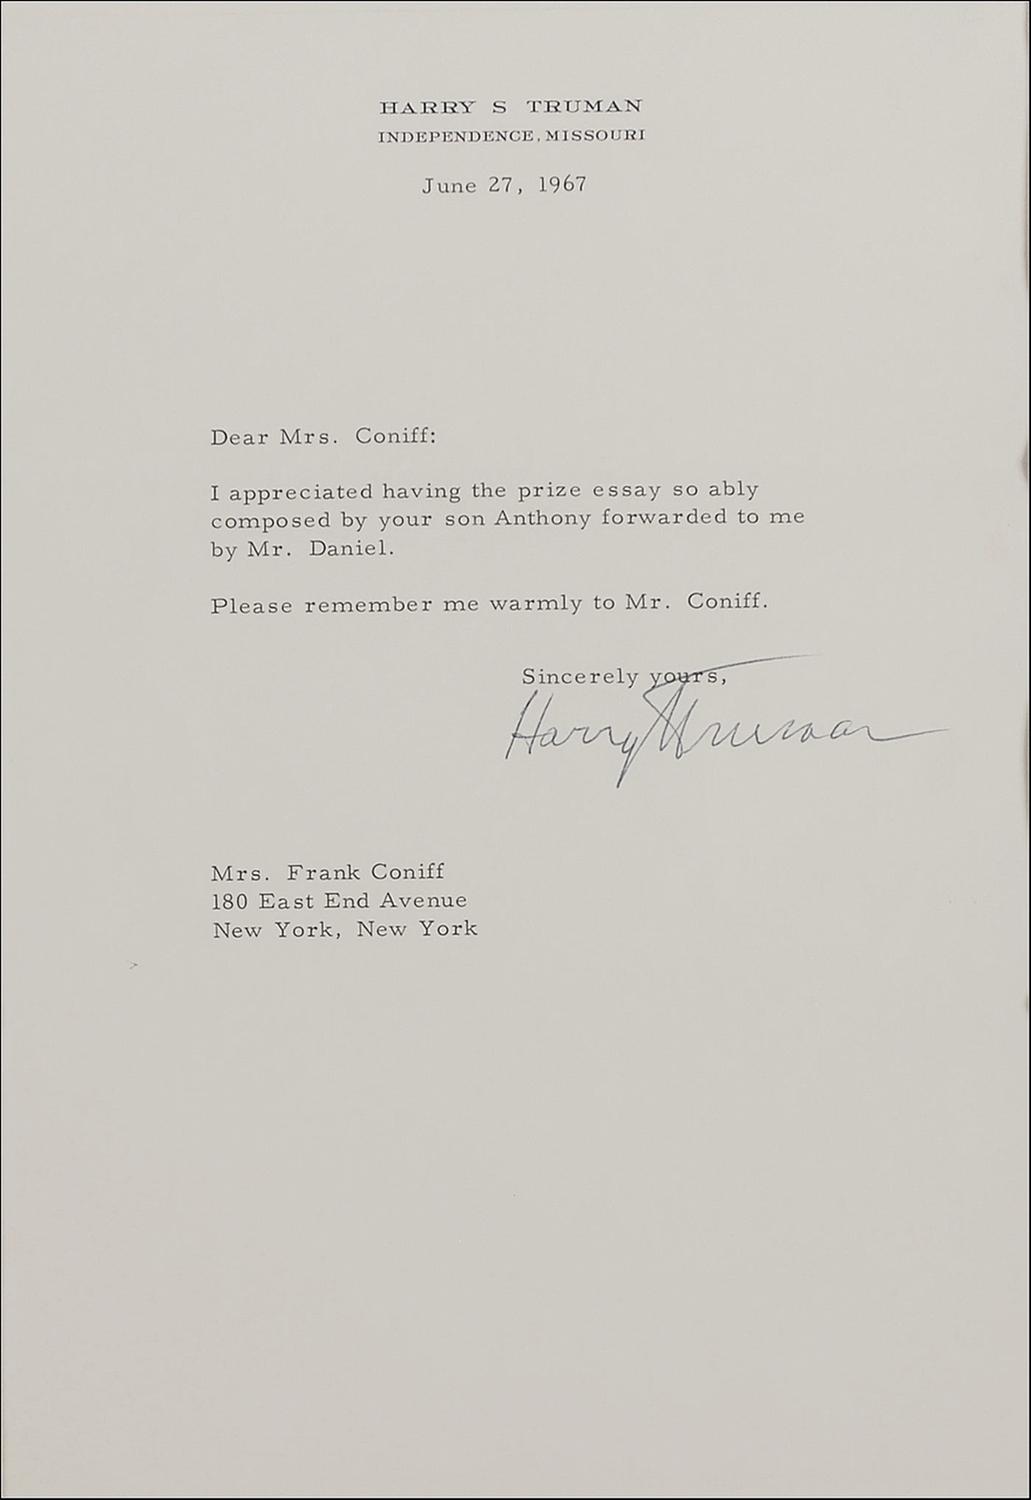 HARRY S TRUMAN
INDEPENDENCE, MISSOURI
June 27, 1967
Dear Mrs. Coniff:
I appreciated having the prize essay so ably
composed by your son Anthony forwarded to me
by Mr. Daniel.
Please remember me warmly to Mr. Coniff.
Sincerely yours,
Harry Truman
Mrs. Frank Coniff
180 East End Avenue
New York, New York